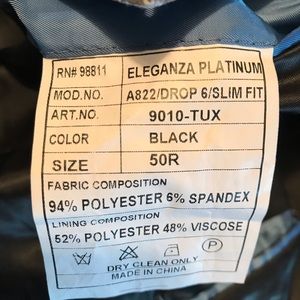 RN# 98811 ELEGANZA PLATINUM
MOD.NO. A822/DROP 6/SLIM FIT
ART.NO. 9010-TUX
COLOR BLACK
SIZE 50R
FABRIC COMPOSITION
94% POLYESTER 6% SPANDEX
LINING COMPOSITION
52% POLYESTER 48% VISCOSE
P
DRY CLEAN ONLY
MADE IN CHINA